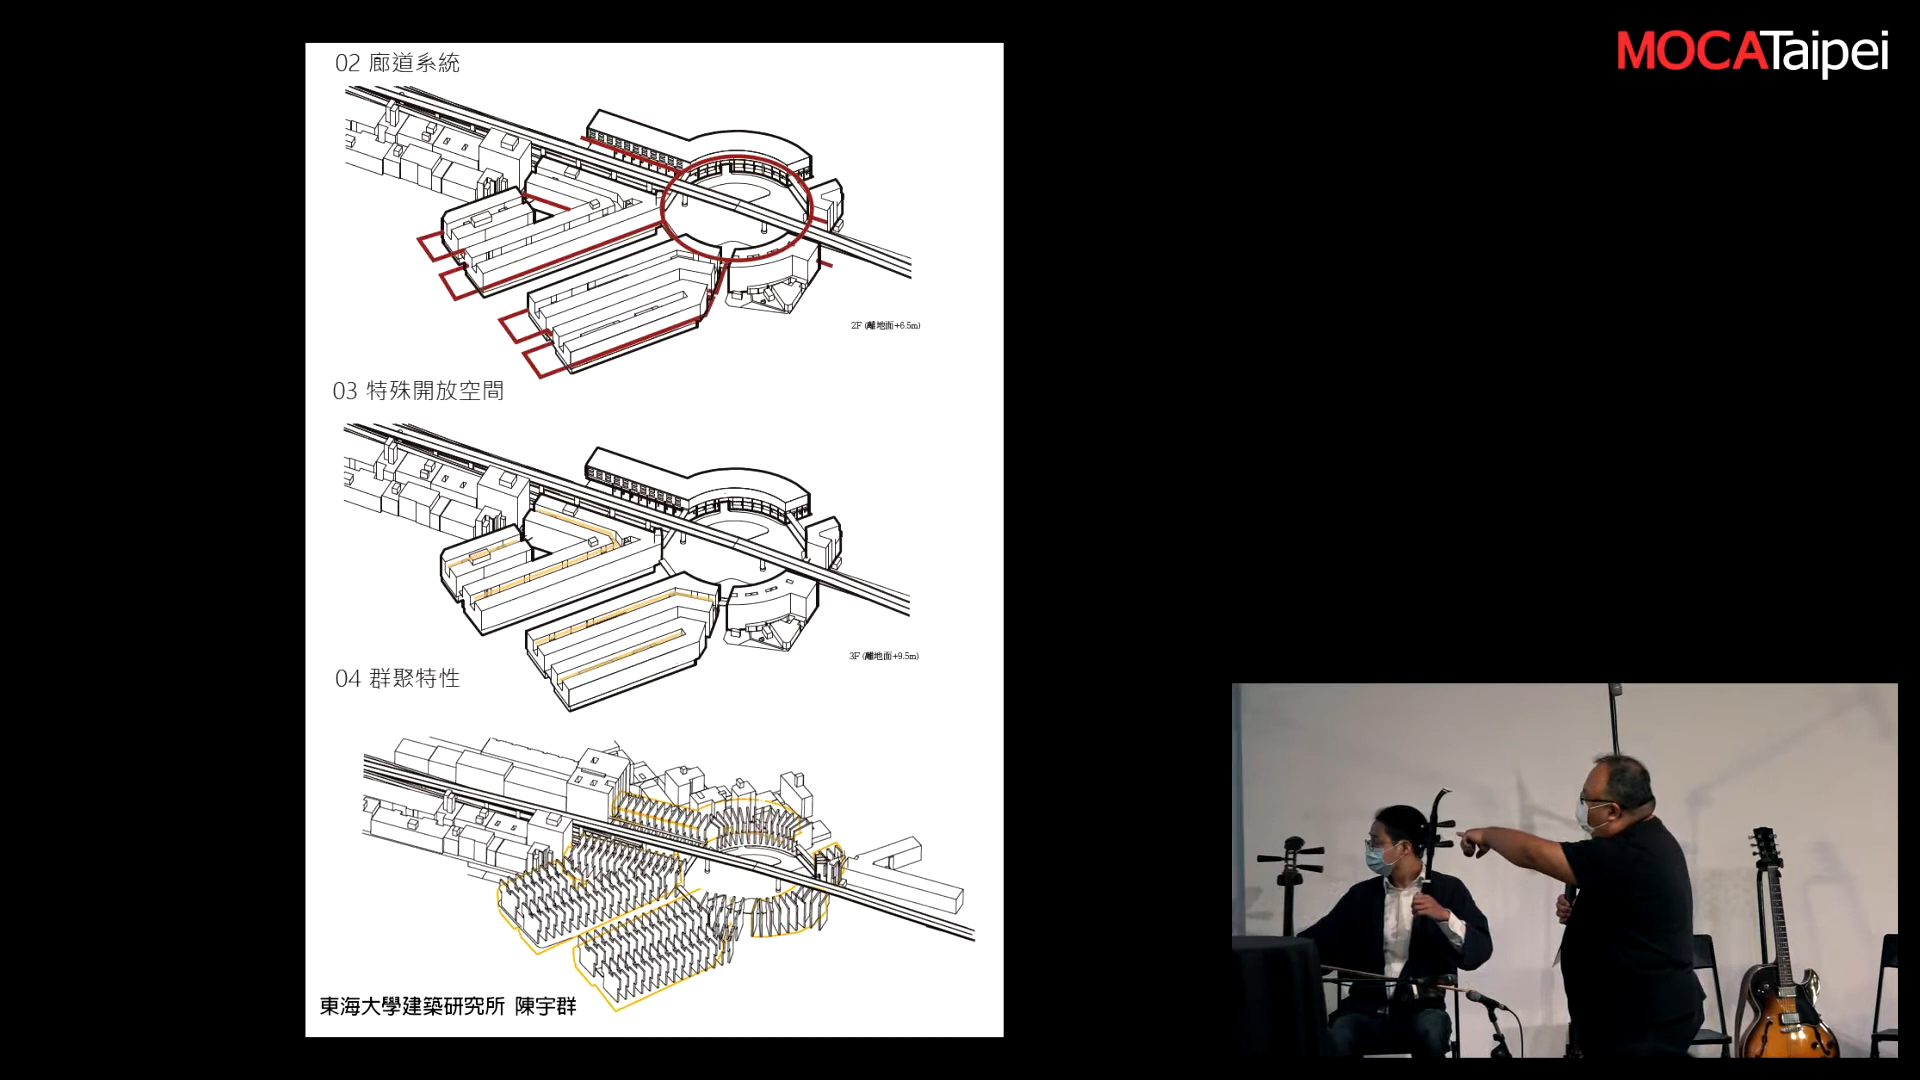 02 廊道系統
MOCATaipei
2F (離地面+6.5m)
03 特殊開放空間
3F (離地面+9.5m)
04 群聚特性
東海大學建築研究所 陳宇群